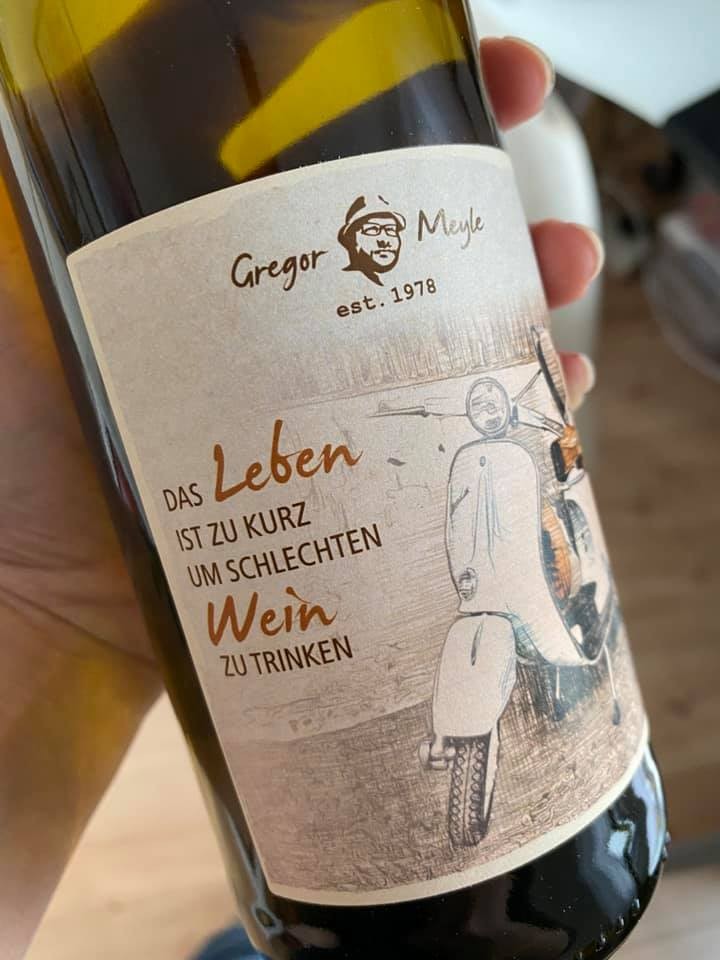 Gregor Meyle
est. 1978
DAS Leben
IST ZU KURZ
UM SCHLECHTEN
Wein
ZU TRINKEN